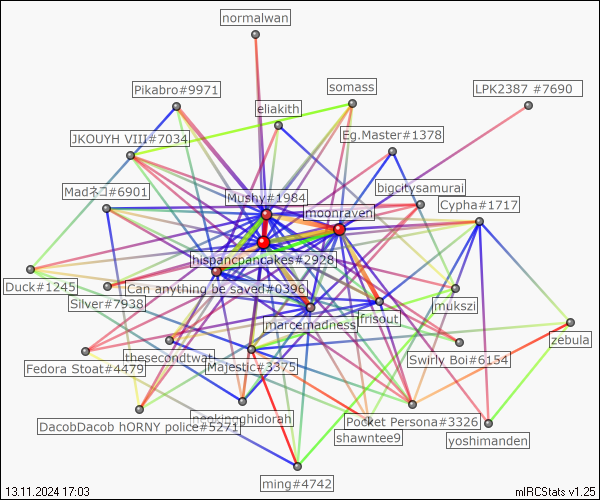 normalwan
Pikabro#9971
somass
LPK2387 #7690
eliakith
JKOUYH VIII#7034
Eg.Master#1378
Madネコ#6901
Mushy#1984
bigcitysamurai
moonraven
Cypha#1717
hispancpancakes#2928
Duck#1245
Can anything be saved#0396
Silver#7938
mukszi
frisout
marcemadness
zebula
thesecondtwat
Swirly Boi#6154
Fedora Stoat#4479
Majestic#3375
nenkingghidorah
Pocket Persona#3326
DacobDacob hORNY police#5271
shawntee9
yoshimanden
ming#4742
13.11.2024 17:03
mIRCStats v1.25